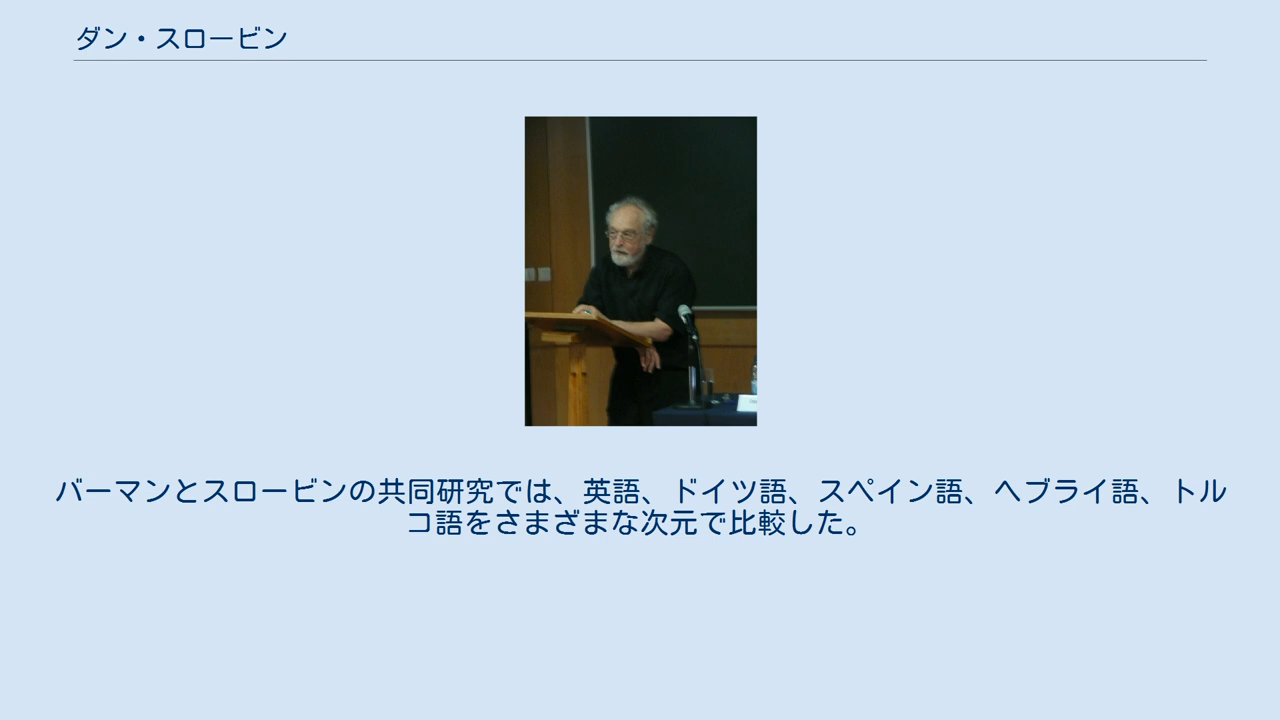 ダン・スロービン
バーマンとスロービンの共同研究では、英語、ドイツ語、スペイン語、ヘブライ語、トル
コ語をさまざまな次元で比較した。